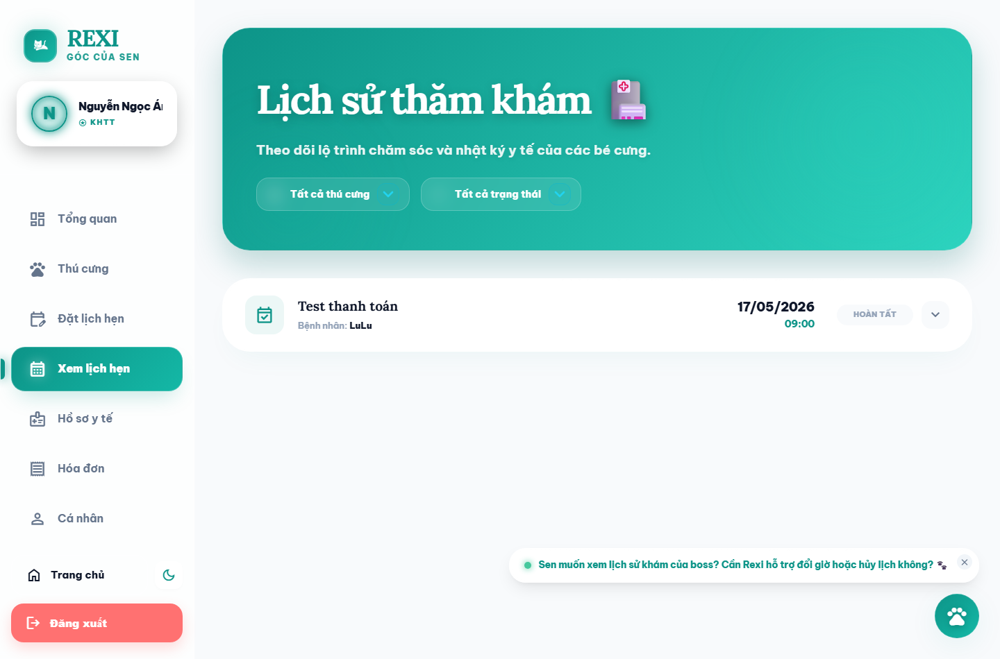 REXI
GÓC CỦA SEN
N
Nguyễn Ngọc Án
KHTT
Tổng quan
Thú cưng
Đặt lịch hẹn
Xem lịch hẹn
Hồ sơ y tế
Hóa đơn
Cá nhân
Trang chủ
Đăng xuất
Lịch sử thăm khám
Theo dõi lộ trình chăm sóc và nhật ký y tế của các bé cưng.
Tất cả thú cưng
Tất cả trạng thái
Test thanh toán
Bệnh nhân: LuLu
17/05/2026
09:00
HOÀN TẤT
Sen muốn xem lịch sử khám của boss? Cần Rexi hỗ trợ đổi giờ hoặc hủy lịch không? 🐾